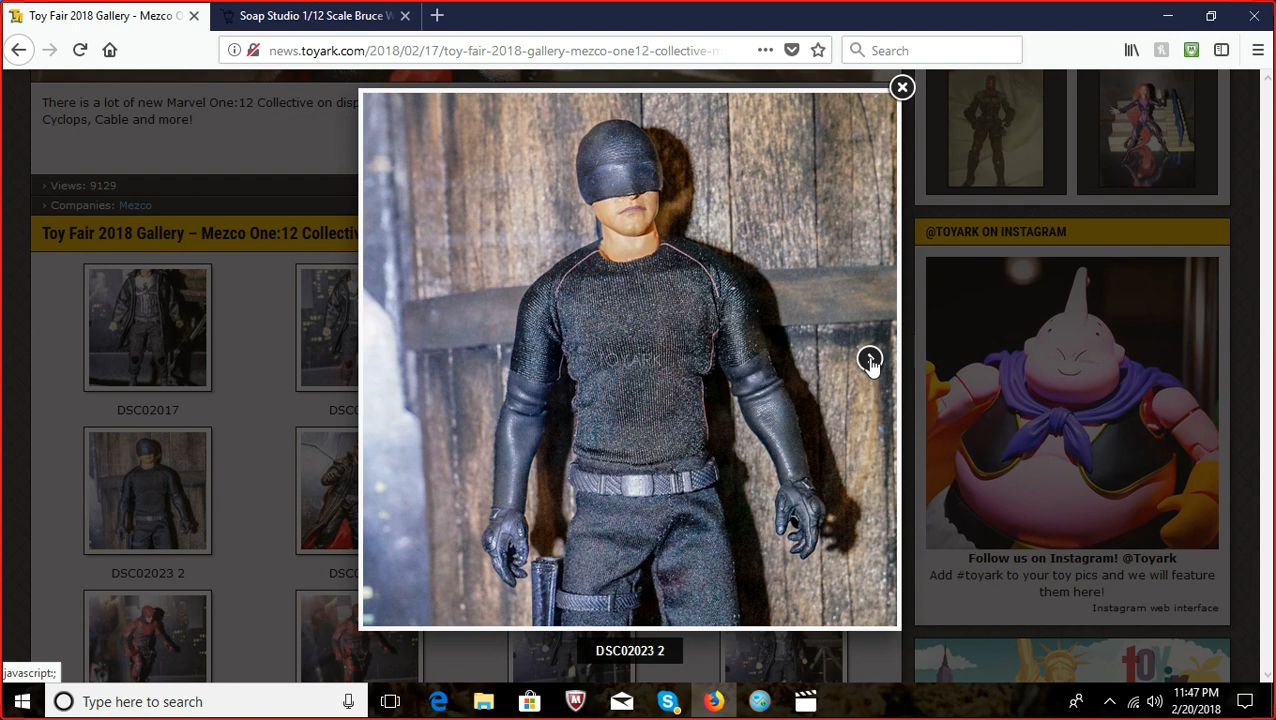 Toy Fair 2018 Gallery - Mezco O
Soap Studio 1/12 Scale Bruce W
news.toyark.com/2018/02/17/toy-fair-2018-gallery-mezco-one12-collective-m
Search
There is a lot of new Marvel One:12 Collective on disp
Cyclops, Cable and more!
› Views: 9129
› Companies: Mezco
Toy Fair 2018 Gallery – Mezco One:12 Collectiv
@TOYARK ON INSTAGRAM
TOYARK
DSC02017
DSC0
DSC02023 2
DSC0
Follow us on Instagram! @Toyark
Add #toyark to your toy pics and we will feature
them here!
Instagram web interface
DSC02023 2
javascript:;
Type here to search
11:47 PM
2/20/2018